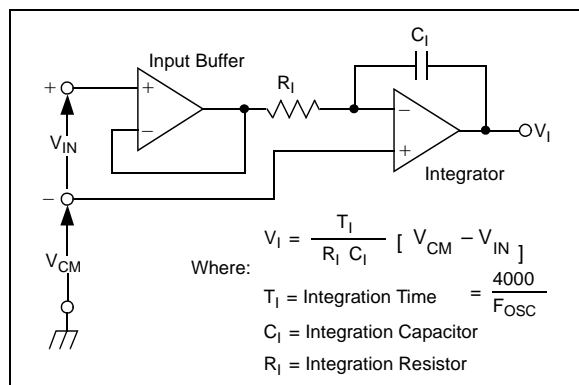 Input Buffer
C_I
R_I
+
+
−
V_IN
−
−
+
V_I
Integrator
V_CM
V_I = T_I / R_I C_I [ V_CM – V_IN ]
Where:
T_I = Integration Time = 4000 / F_OSC
C_I = Integration Capacitor
R_I = Integration Resistor